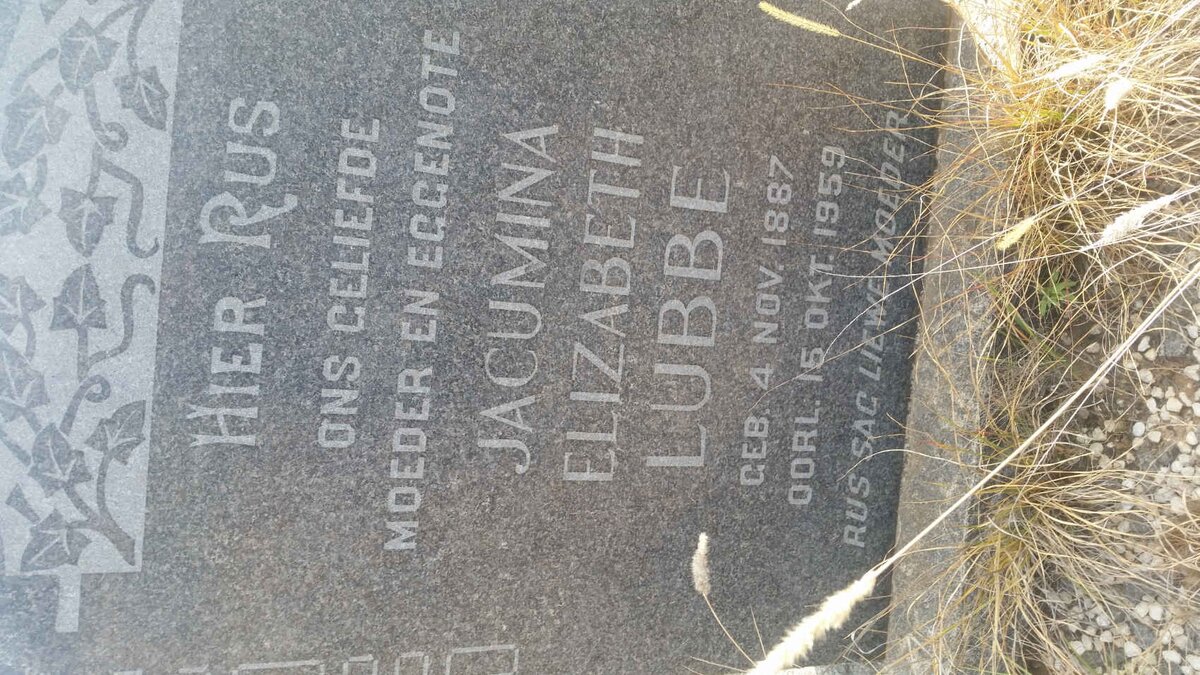 HIER RUS
ONS GELIEFDE
MOEDER EN EGGENOTE
JACUMINA
ELIZABETH
LUBBE
GEB. 4 NOV. 1887
OORL. 15 OKT. 1959
RUS SAG LIEWE MOEDER